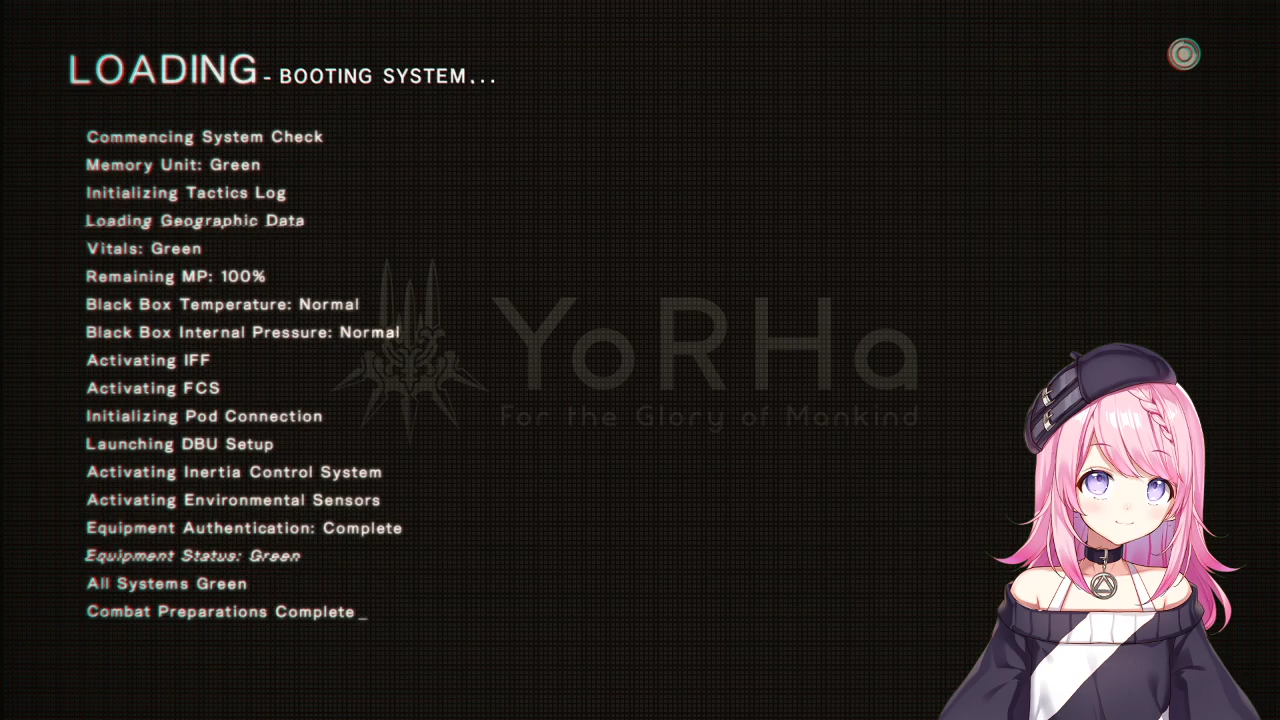 LOADING - BOOTING SYSTEM...
Commencing System Check
Memory Unit: Green
Initializing Tactics Log
Loading Geographic Data
Vitals: Green
Remaining MP: 100%
Black Box Temperature: Normal
Black Box Internal Pressure: Normal
Activating IFF
Activating FCS
Initializing Pod Connection
Launching DBU Setup
Activating Inertia Control System
Activating Environmental Sensors
Equipment Authentication: Complete
Equipment Status: Green
All Systems Green
Combat Preparations Complete_
YoRHa
For the Glory of Mankind